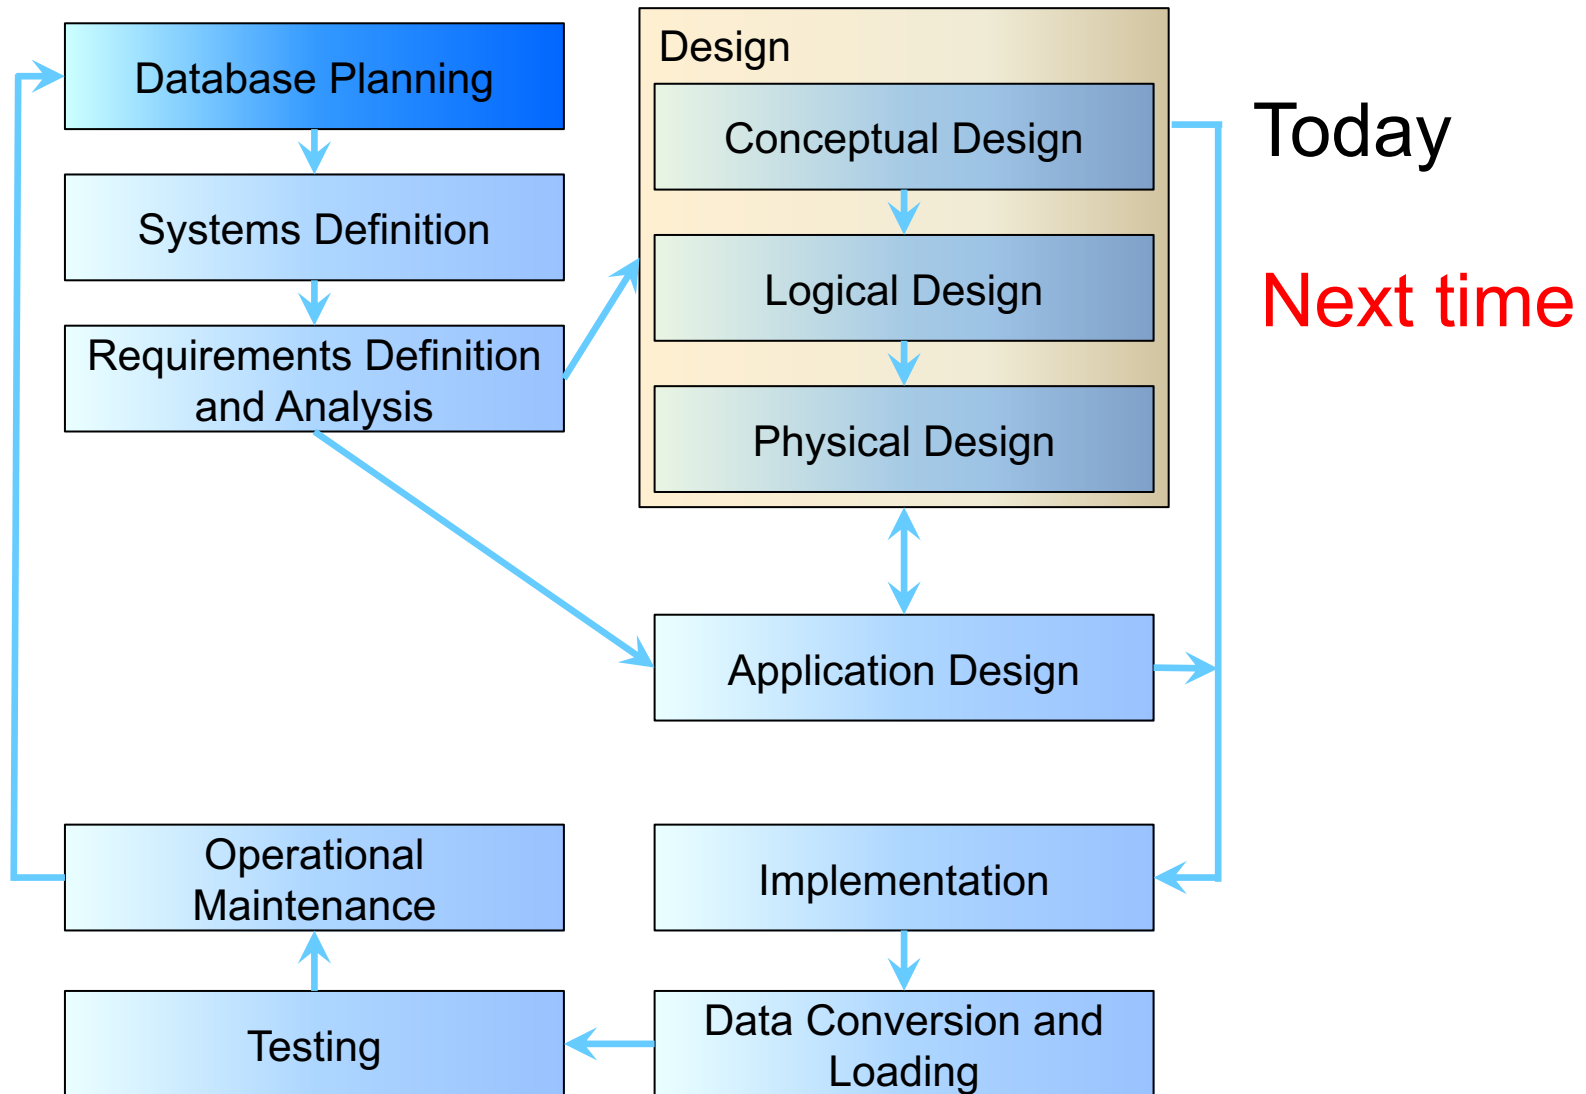 Database Planning
Systems Definition
Requirements Definition
and Analysis
Design
Conceptual Design
Logical Design
Physical Design
Today
Next time
Application Design
Operational
Maintenance
Implementation
Testing
Data Conversion and
Loading